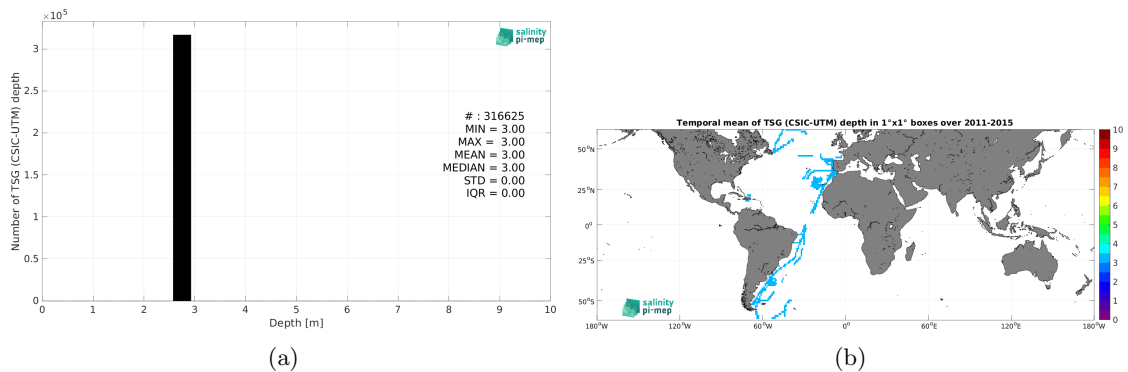 ×10⁵
3
2.5
2
1.5
1
0.5
0
Number of TSG (CSIC-UTM) depth
salinity
pi-mep
# : 316625
MIN = 3.00
MAX = 3.00
MEAN = 3.00
MEDIAN = 3.00
STD = 0.00
IQR = 0.00
0 1 2 3 4 5 6 7 8 9 10
Depth [m]
(a)
Temporal mean of TSG (CSIC-UTM) depth in 1°x1° boxes over 2011-2015
50°N
25°N
0°
25°S
50°S
salinity
pi-mep
180°W 120°W 60°W 0° 60°E 120°E 180°W
10
9
8
7
6
5
4
3
2
1
0
(b)